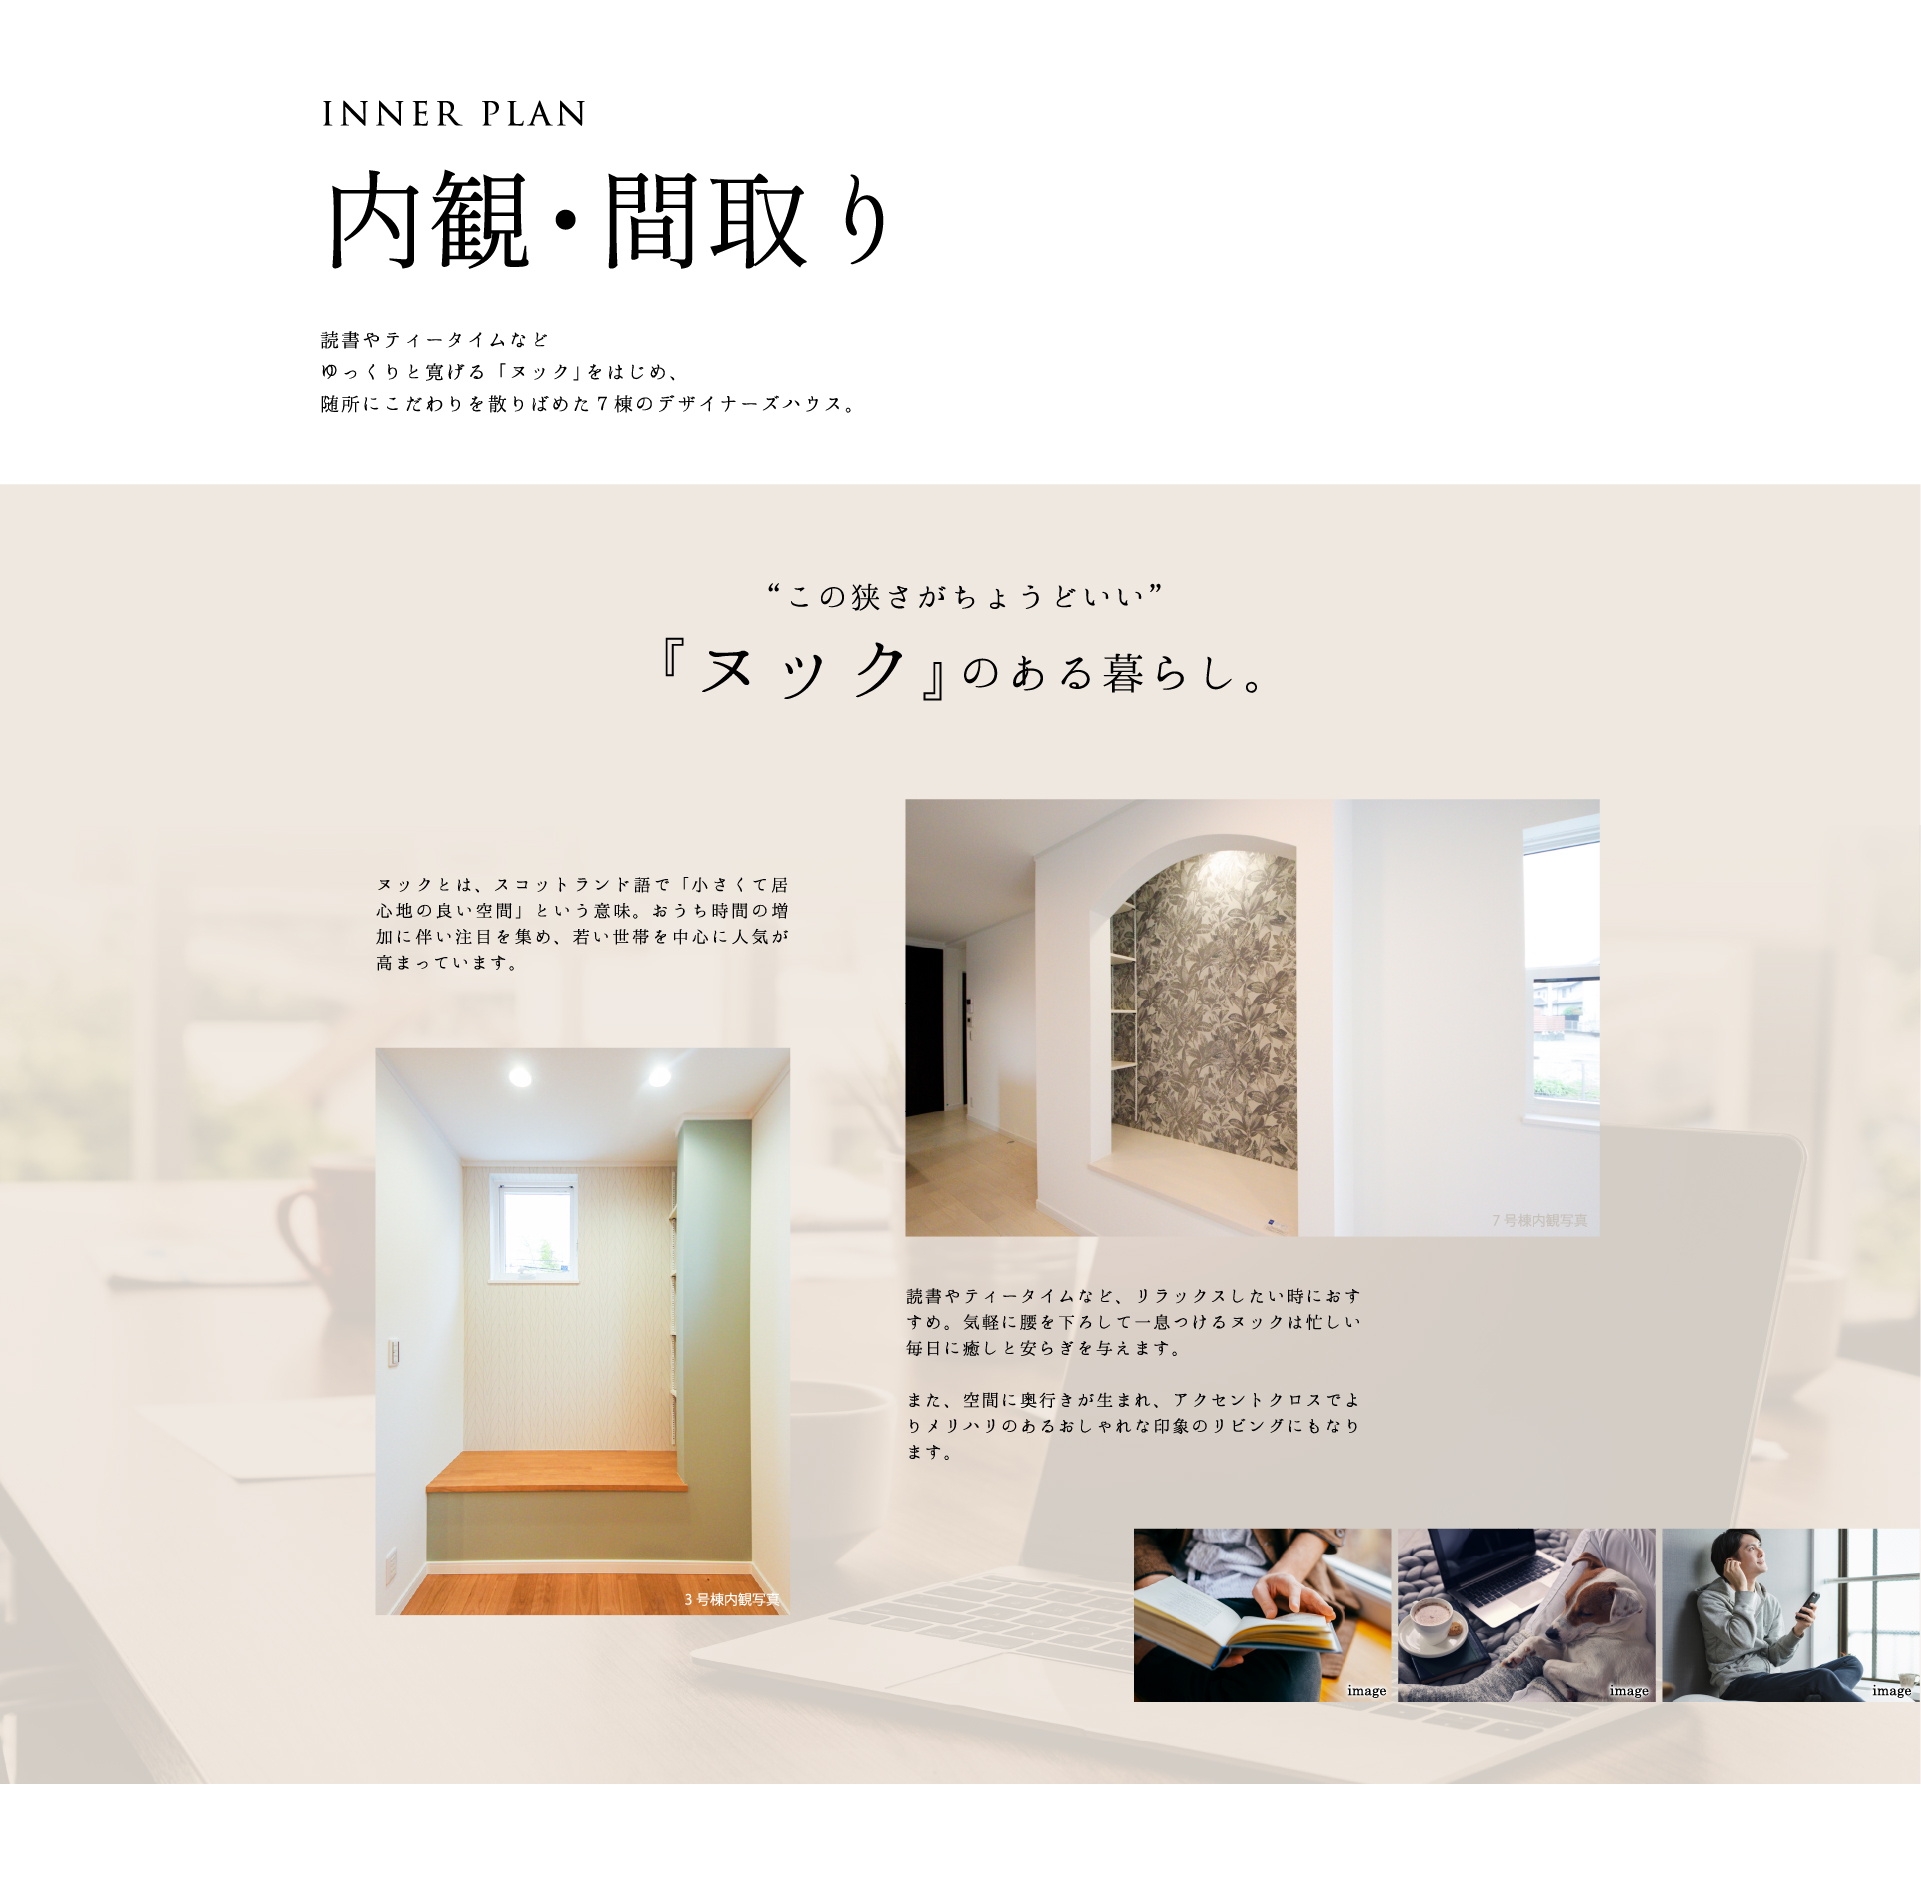 INNER PLAN
内観・間取り
読書やティータイムなど
ゆっくりと寛げる「ヌック」をはじめ、
随所にこだわりを散りばめた７棟のデザイナーズハウス。
“この狭さがちょうどいい”
『ヌック』のある暮らし。
ヌックとは、スコットランド語で「小さくて居
心地の良い空間」という意味。おうち時間の増
加に伴い注目を集め、若い世帯を中心に人気が
高まっています。
7 号棟内観写真
3 号棟内観写真
読書やティータイムなど、リラックスしたい時におす
すめ。気軽に腰を下ろして一息つけるヌックは忙しい
毎日に癒しと安らぎを与えます。
また、空間に奥行きが生まれ、アクセントクロスでよ
りメリハリのあるおしゃれな印象のリビングにもなり
ます。
image
image
image